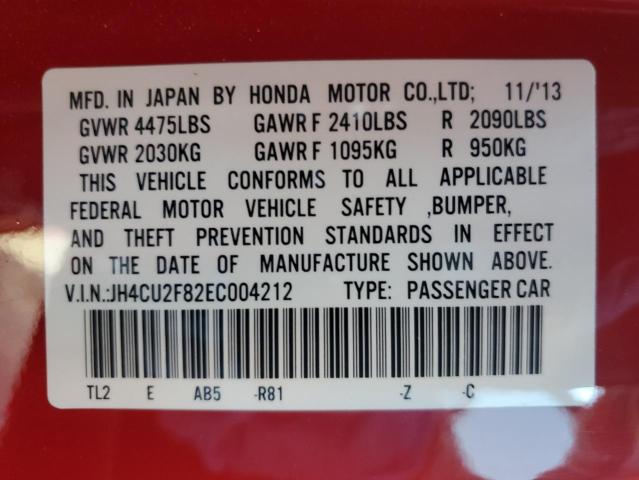 MFD. IN JAPAN BY HONDA MOTOR CO.,LTD; 11/'13
GVWR 4475LBS GAWR F 2410LBS R 2090LBS
GVWR 2030KG GAWR F 1095KG R 950KG
THIS VEHICLE CONFORMS TO ALL APPLICABLE
FEDERAL MOTOR VEHICLE SAFETY ,BUMPER,
AND THEFT PREVENTION STANDARDS IN EFFECT
ON THE DATE OF MANUFACTURE SHOWN ABOVE.
V.I.N.:JH4CU2F82EC004212 TYPE: PASSENGER CAR
TL2 E AB5 -R81 -Z -C